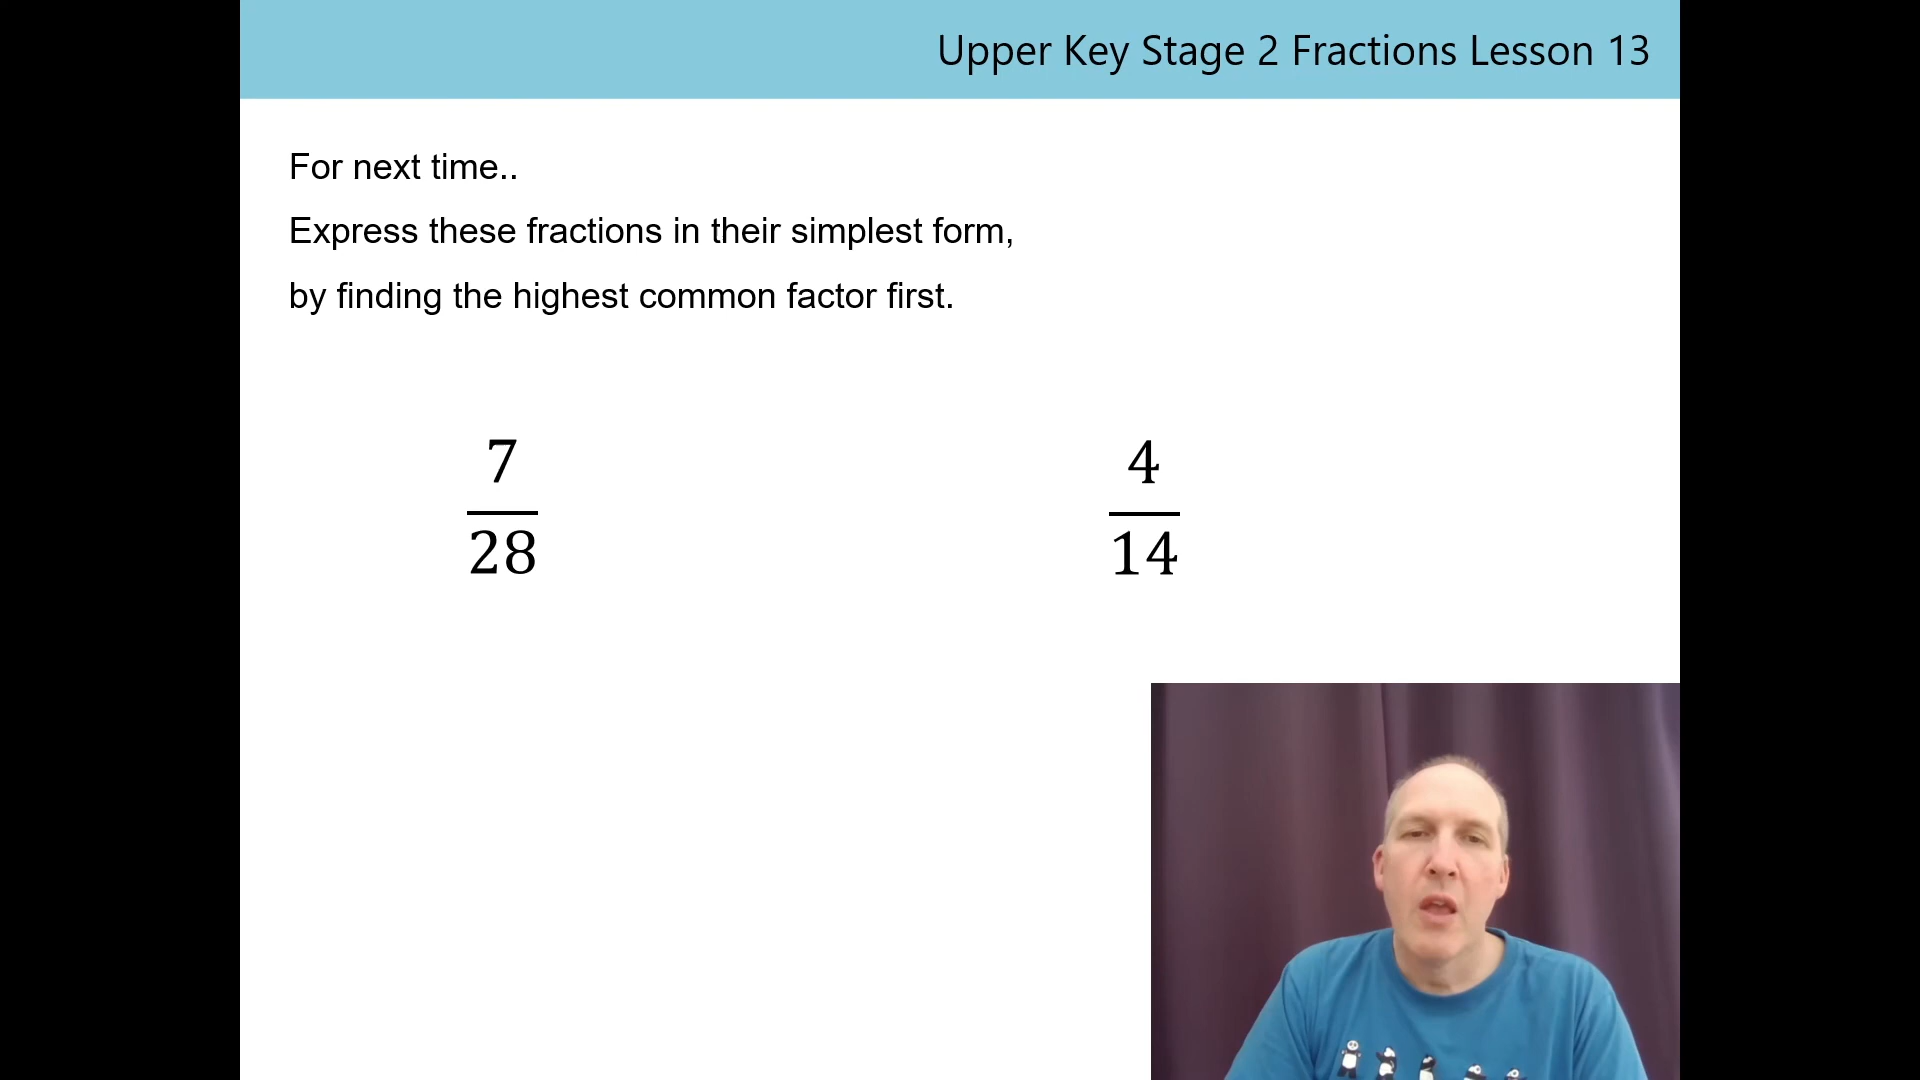 Upper Key Stage 2 Fractions Lesson 13
For next time..
Express these fractions in their simplest form,
by finding the highest common factor first.
7
28
4
14